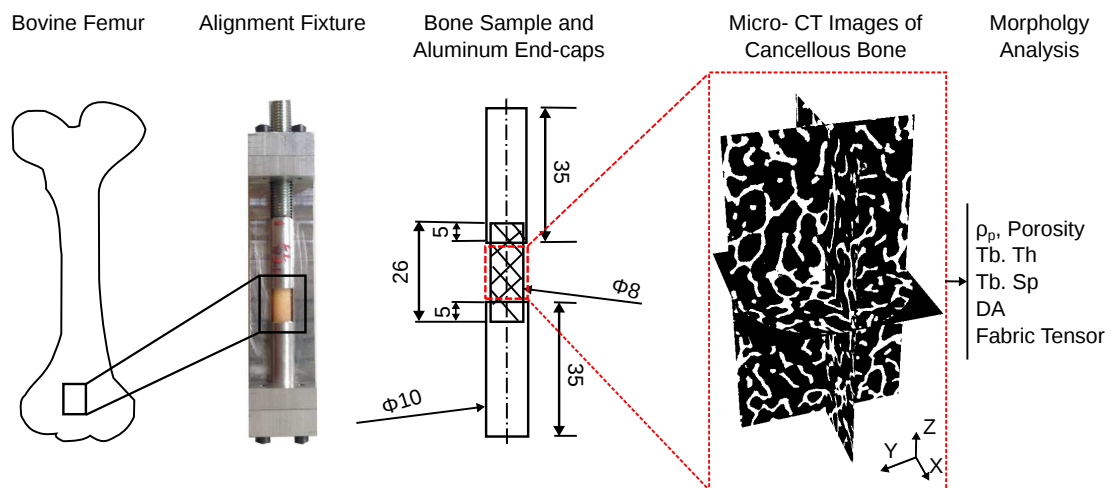 Bovine Femur
Alignment Fixture
Bone Sample and
Aluminum End-caps
Micro- CT Images of
Cancellous Bone
Morpholgy
Analysis
35
5
26
5
Φ8
35
Φ10
ρp, Porosity
Tb. Th
Tb. Sp
DA
Fabric Tensor
Z
Y
X